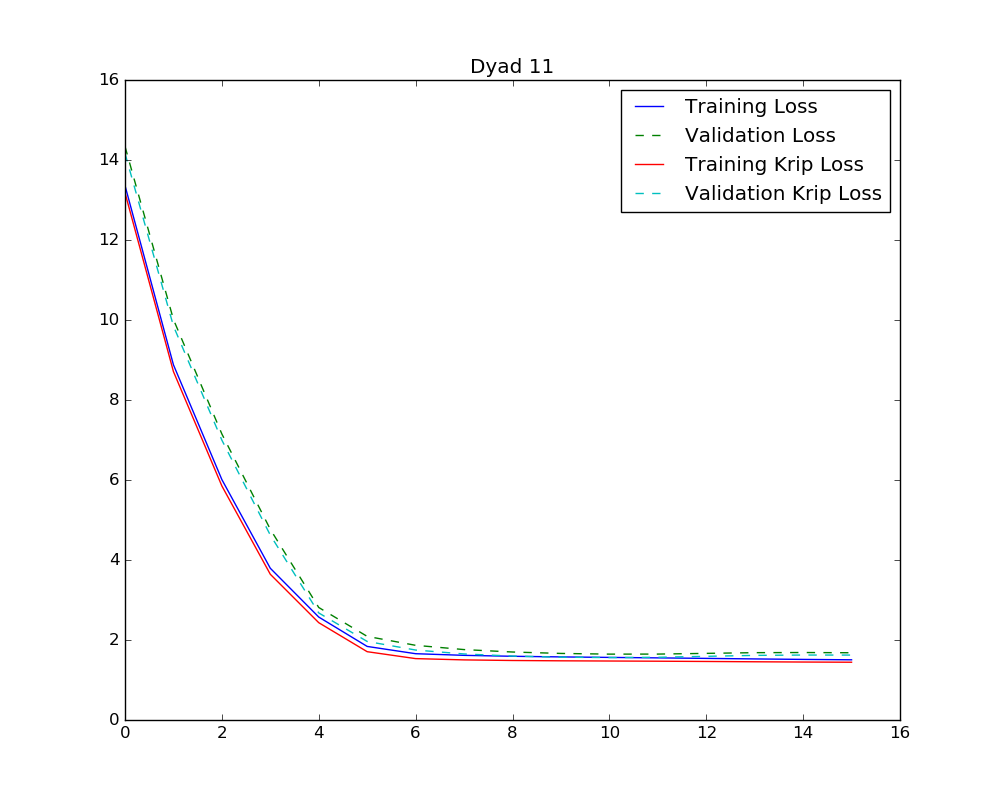 Dyad 11
16
14
12
10
8
6
4
2
0
Training Loss
Validation Loss
Training Krip Loss
Validation Krip Loss
0 2 4 6 8 10 12 14 16